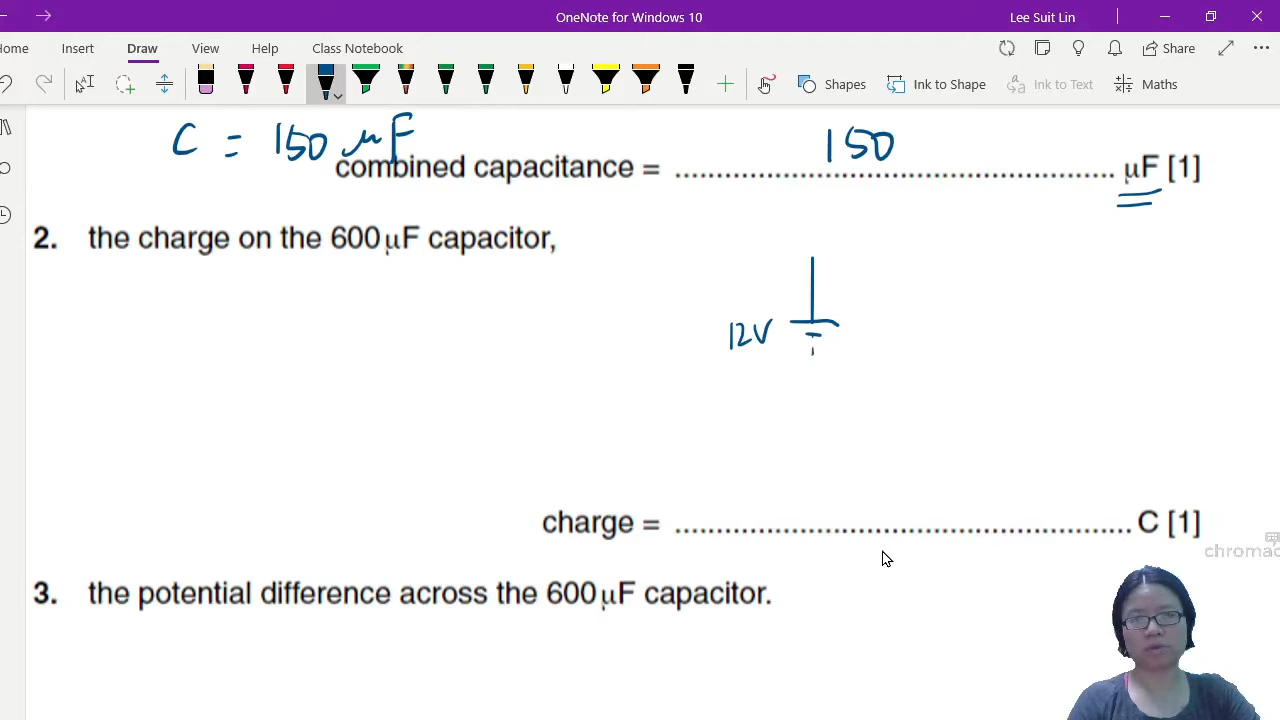 OneNote for Windows 10
Lee Suit Lin
Home Insert Draw View Help Class Notebook
Share
Shapes Ink to Shape Ink to Text Maths
C = 150 μF
150
combined capacitance = ...................................................... μF [1]
2. the charge on the 600 μF capacitor,
12V
charge = ........................................................ C [1]
3. the potential difference across the 600 μF capacitor.